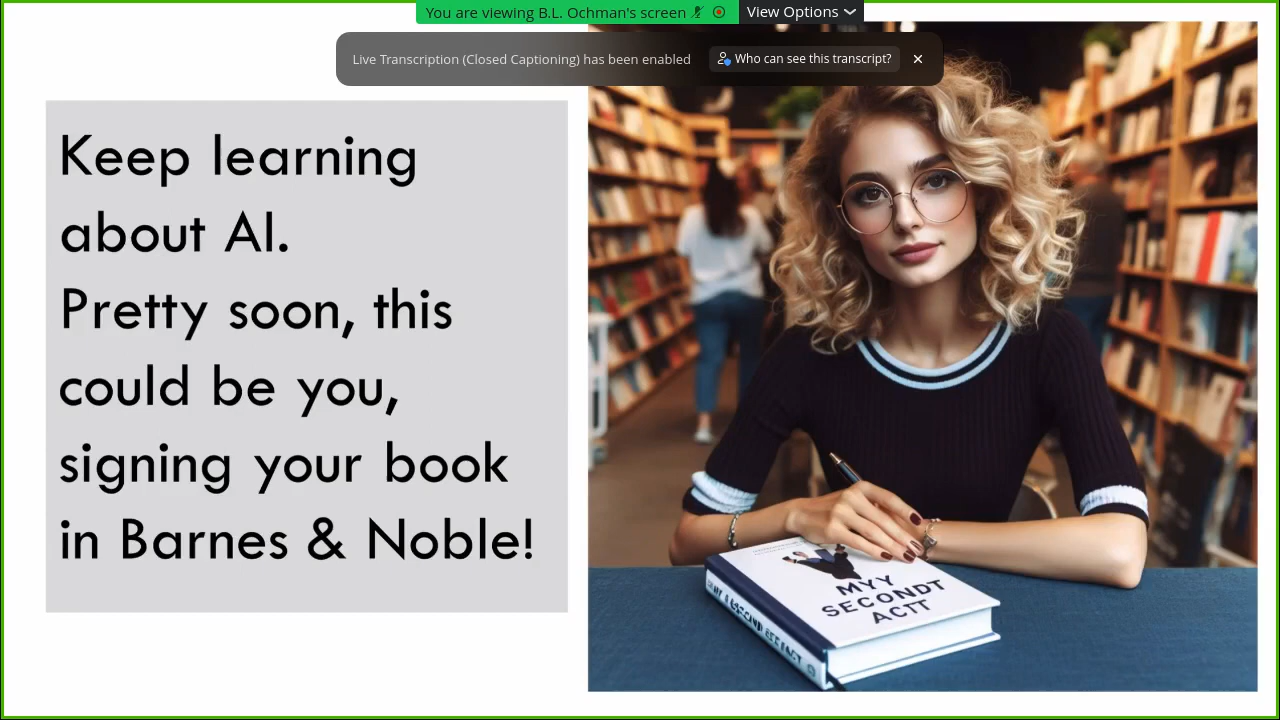 You are viewing B.L. Ochman's screen
View Options
Live Transcription (Closed Captioning) has been enabled
Who can see this transcript?
Keep learning
about AI.
Pretty soon, this
could be you,
signing your book
in Barnes & Noble!
MYY
SECONDT
ACTT